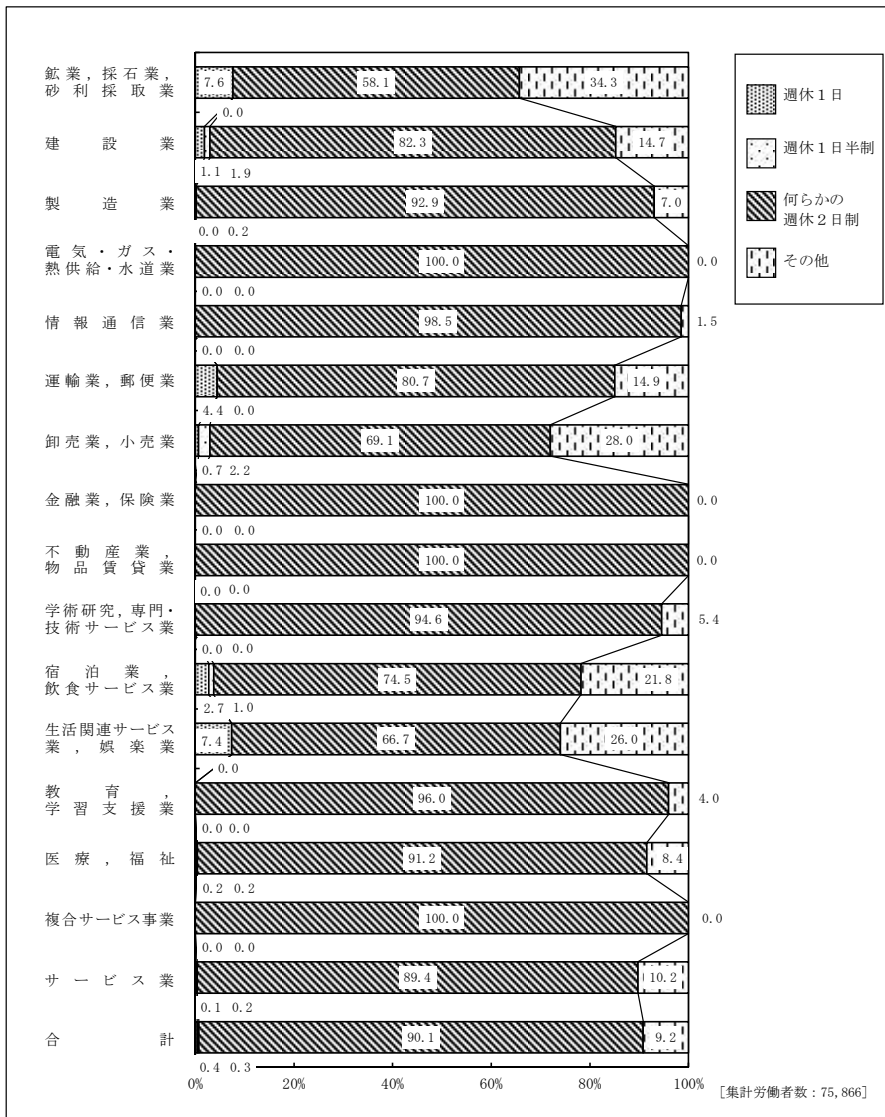 鉱業，採石業，
砂利採取業
7.6
58.1
34.3
0.0
建設業
82.3
14.7
1.1 1.9
製造業
92.9
7.0
0.0 0.2
電気・ガス・
熱供給・水道業
100.0
0.0
0.0 0.0
情報通信業
98.5
1.5
0.0 0.0
運輸業，郵便業
80.7
14.9
4.4 0.0
卸売業，小売業
69.1
28.0
0.7 2.2
金融業，保険業
100.0
0.0
0.0 0.0
不動産業，
物品賃貸業
100.0
0.0
0.0 0.0
学術研究，専門・
技術サービス業
94.6
5.4
0.0 0.0
宿泊業，
飲食サービス業
74.5
21.8
2.7 1.0
生活関連サービス
業，娯楽業
7.4
66.7
26.0
0.0
教育，
学習支援業
96.0
4.0
0.0 0.0
医療，福祉
91.2
8.4
0.2 0.2
複合サービス事業
100.0
0.0
0.0 0.0
サービス業
89.4
10.2
0.1 0.2
合計
90.1
9.2
0.4 0.3
0% 20% 40% 60% 80% 100%
［集計労働者数：75,866］
週休１日
週休１日半制
何らかの
週休２日制
その他